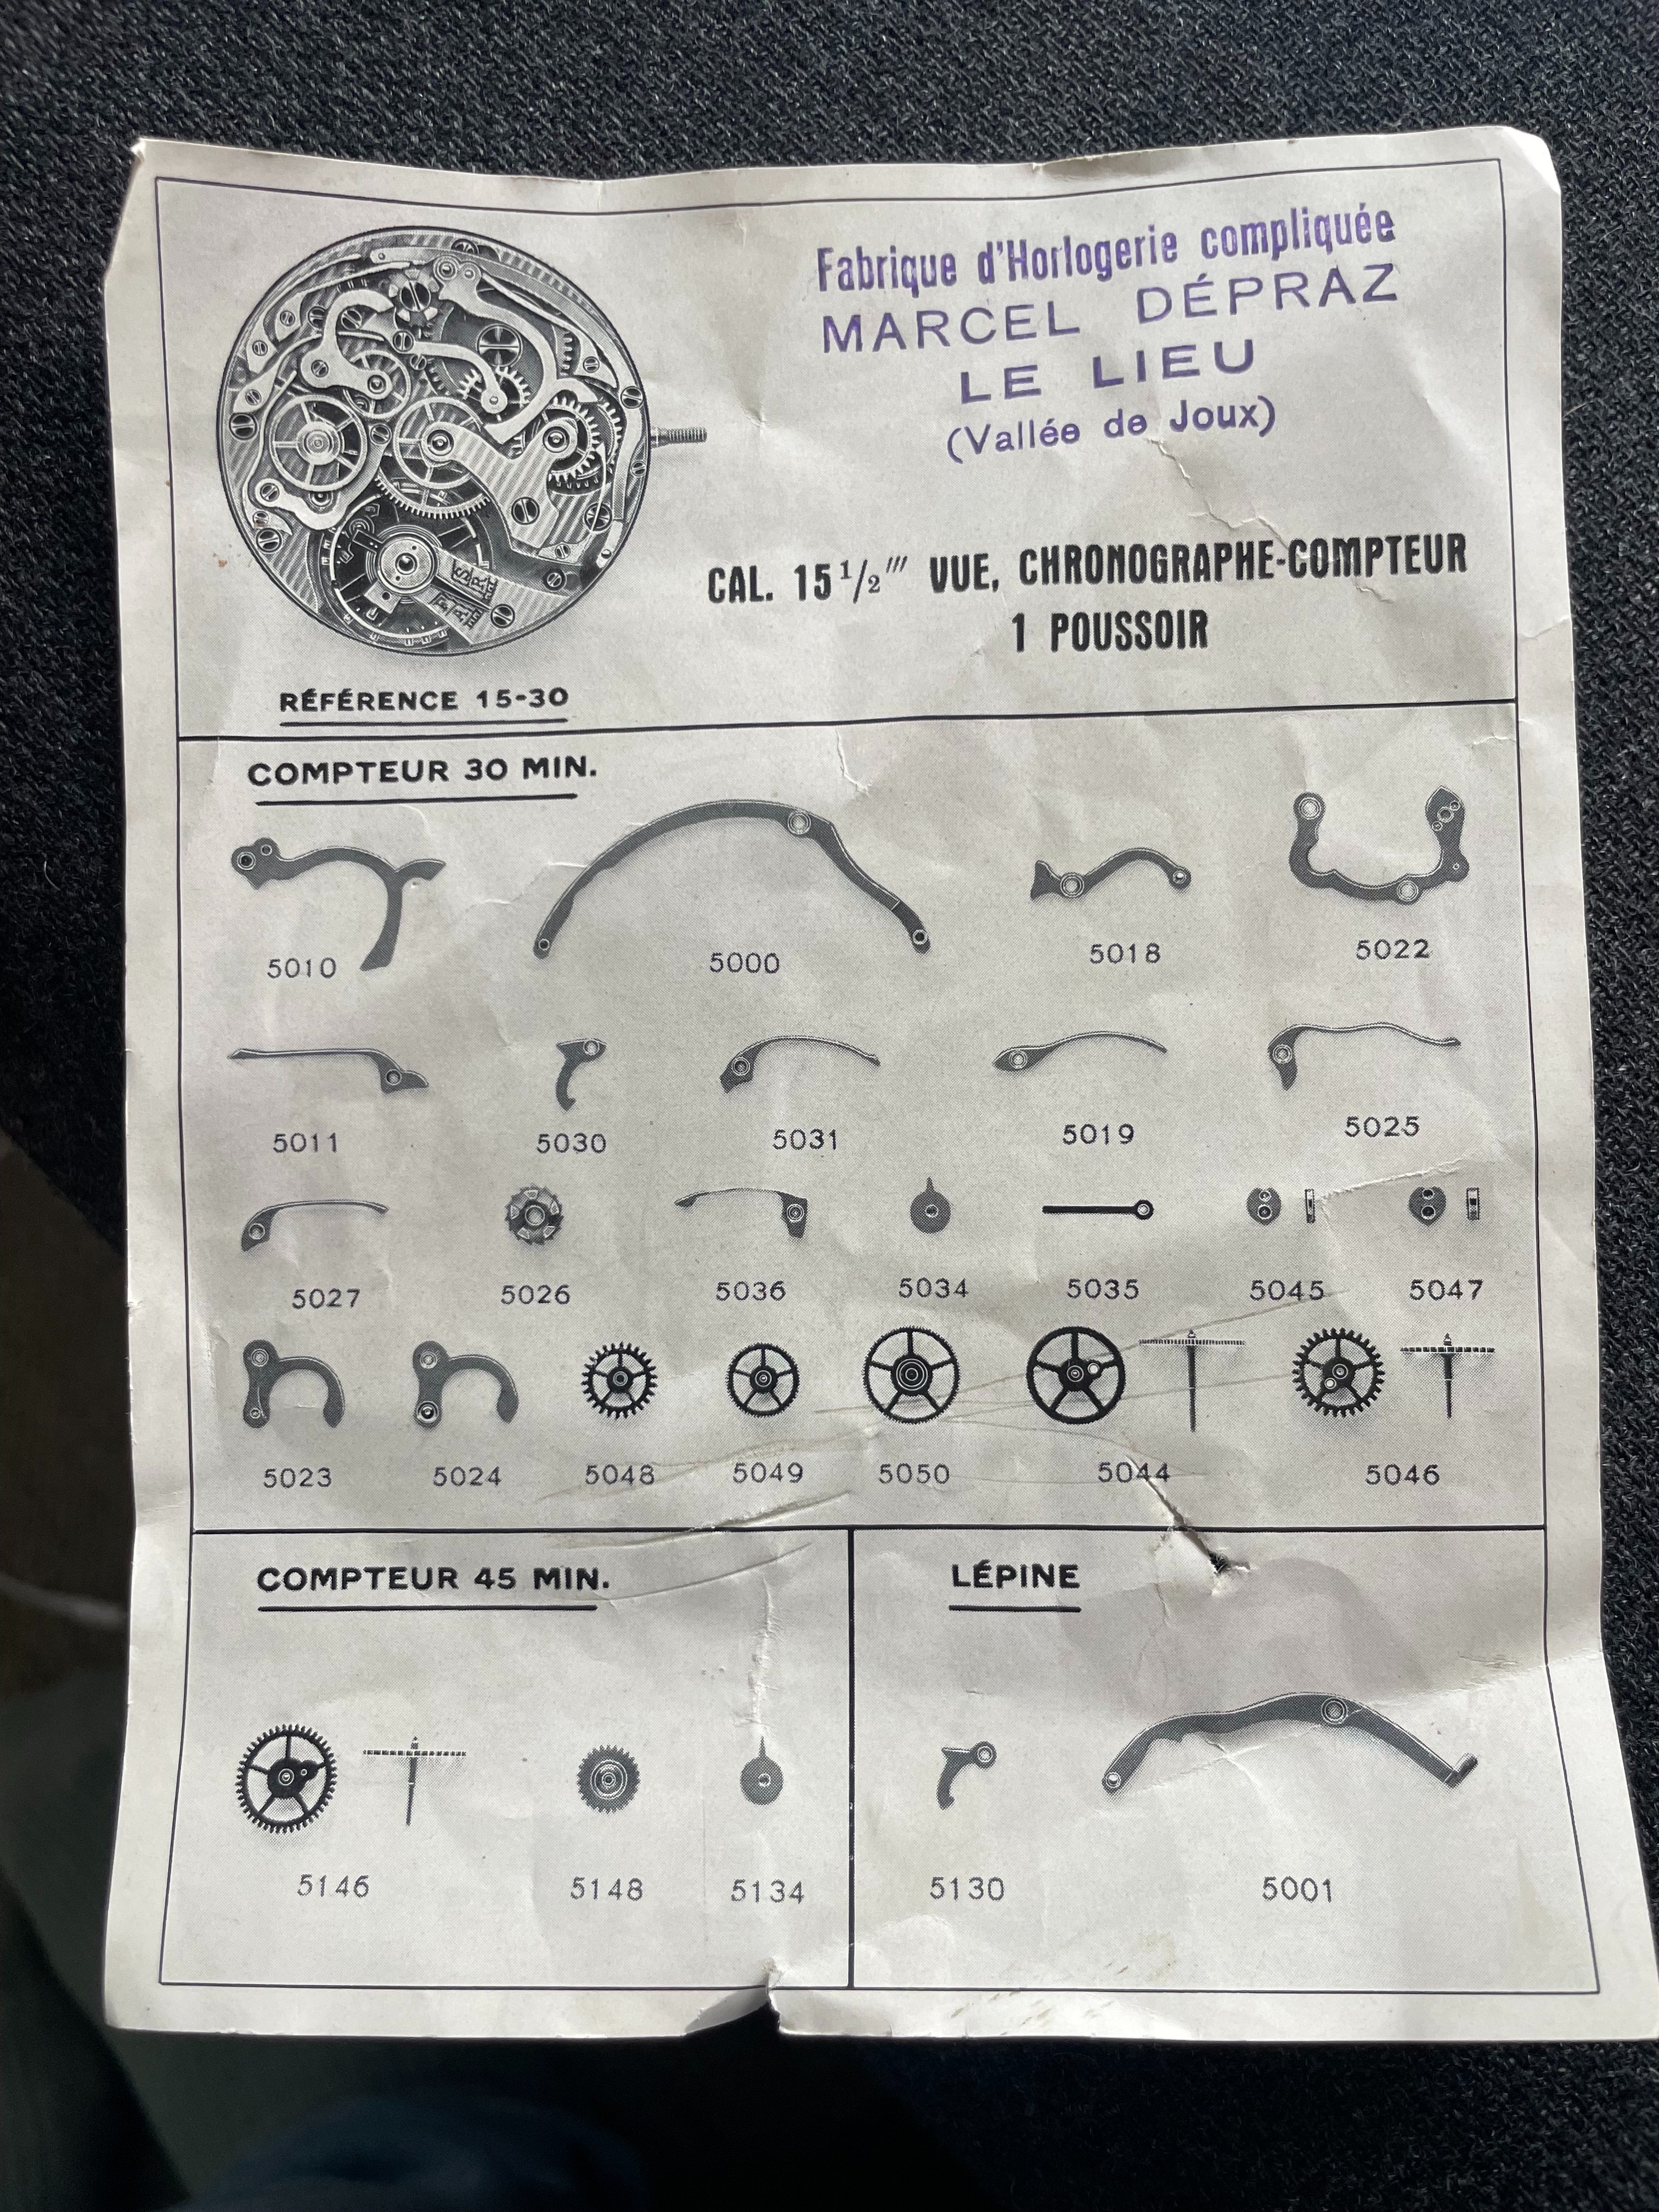 Fabrique d'Horlogerie compliquée
MARCEL DÉPRAZ
LE LIEU
(Vallée de Joux)
CAL. 15 1/2''' VUE, CHRONOGRAPHE-COMPTEUR
1 POUSSOIR
RÉFÉRENCE 15-30
COMPTEUR 30 MIN.
5010 5000 5018 5022
5011 5030 5031 5019 5025
5027 5026 5036 5034 5035 5045 5047
5023 5024 5048 5049 5050 5044 5046
COMPTEUR 45 MIN.
5146 5148 5134
LÉPINE
5130 5001